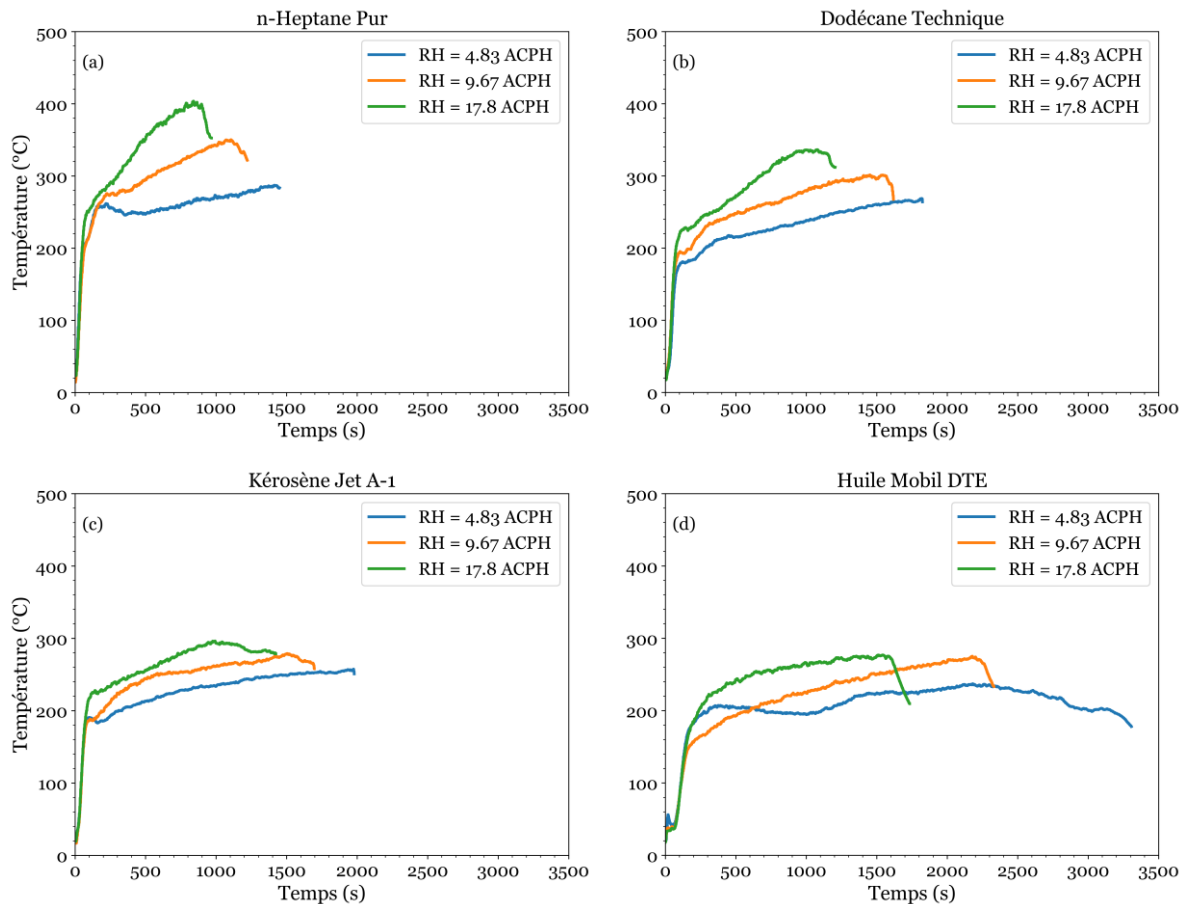 n-Heptane Pur
(a)
RH = 4.83 ACPH
RH = 9.67 ACPH
RH = 17.8 ACPH
500
400
300
200
100
0
Température (°C)
0 500 1000 1500 2000 2500 3000 3500
Temps (s)
Dodécane Technique
(b)
RH = 4.83 ACPH
RH = 9.67 ACPH
RH = 17.8 ACPH
500
400
300
200
100
0
0 500 1000 1500 2000 2500 3000 3500
Temps (s)
Kérosène Jet A-1
(c)
RH = 4.83 ACPH
RH = 9.67 ACPH
RH = 17.8 ACPH
500
400
300
200
100
0
Température (°C)
0 500 1000 1500 2000 2500 3000 3500
Temps (s)
Huile Mobil DTE
(d)
RH = 4.83 ACPH
RH = 9.67 ACPH
RH = 17.8 ACPH
500
400
300
200
100
0
0 500 1000 1500 2000 2500 3000 3500
Temps (s)